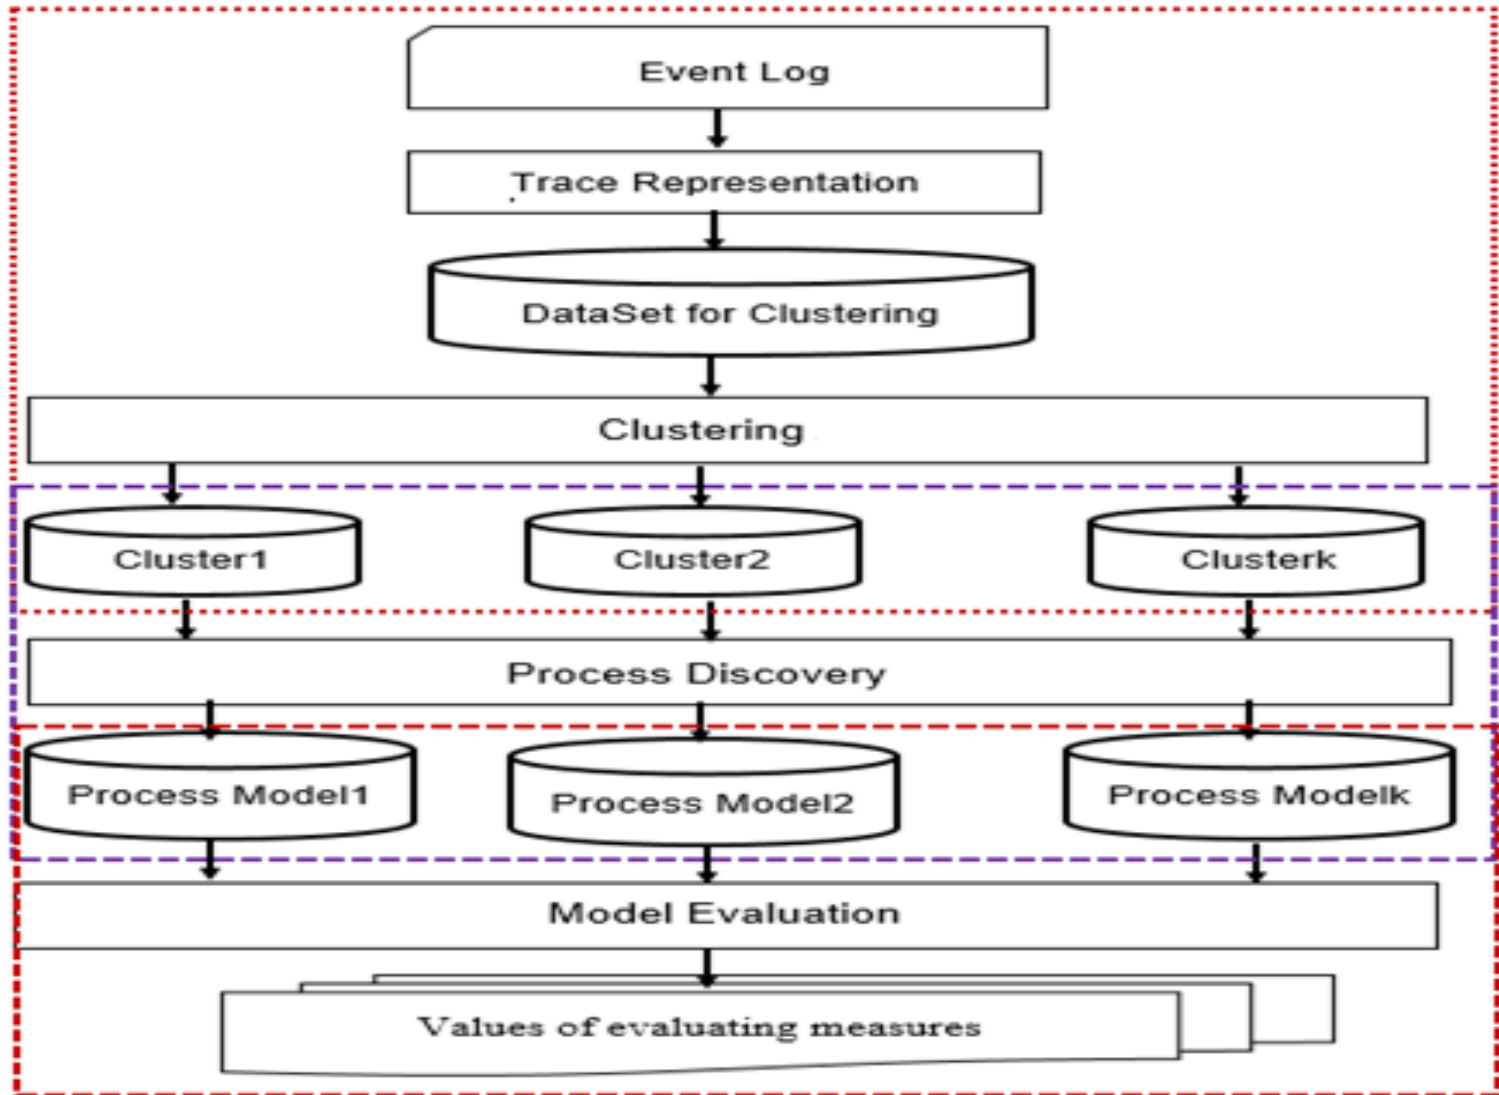 Event Log
Trace Representation
DataSet for Clustering
Clustering
Cluster1
Cluster2
Clusterk
Process Discovery
Process Model1
Process Model2
Process Modelk
Model Evaluation
Values of evaluating measures